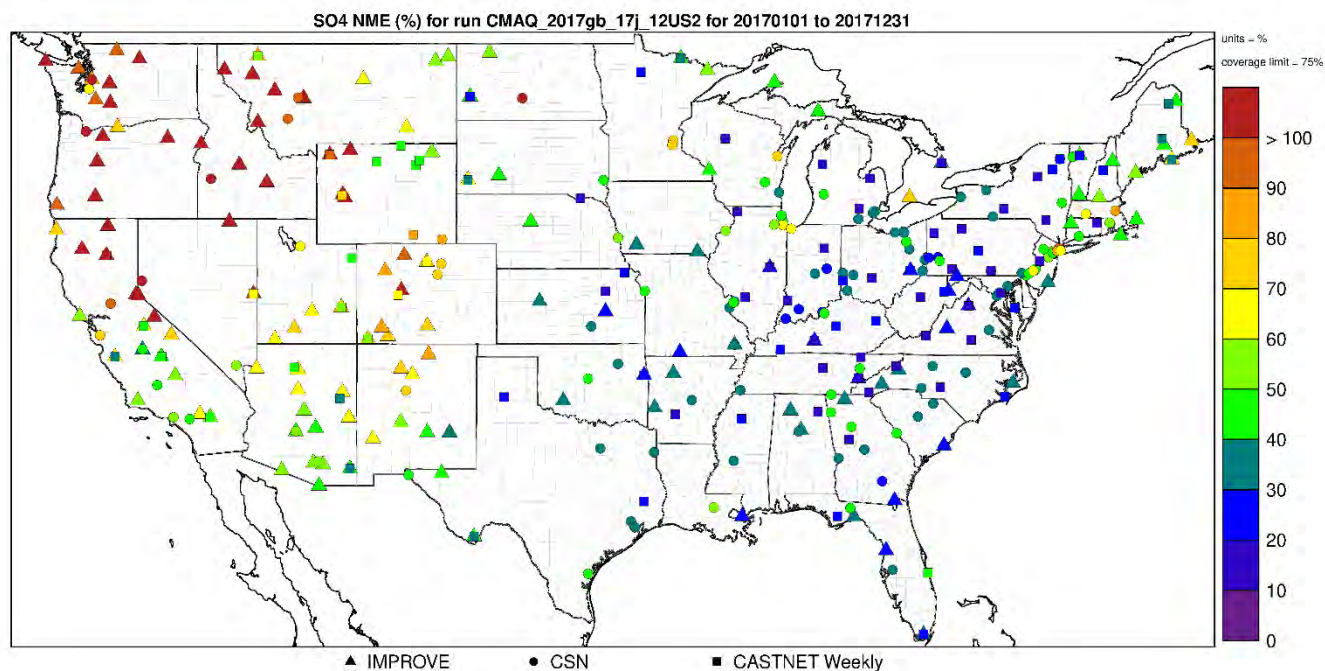 SO4 NME (%) for run CMAQ_2017gb_17j_12US2 for 20170101 to 20171231
units = %
coverage limit = 75%
> 100
90
80
70
60
50
40
30
20
10
0
IMPROVE CSN CASTNET Weekly